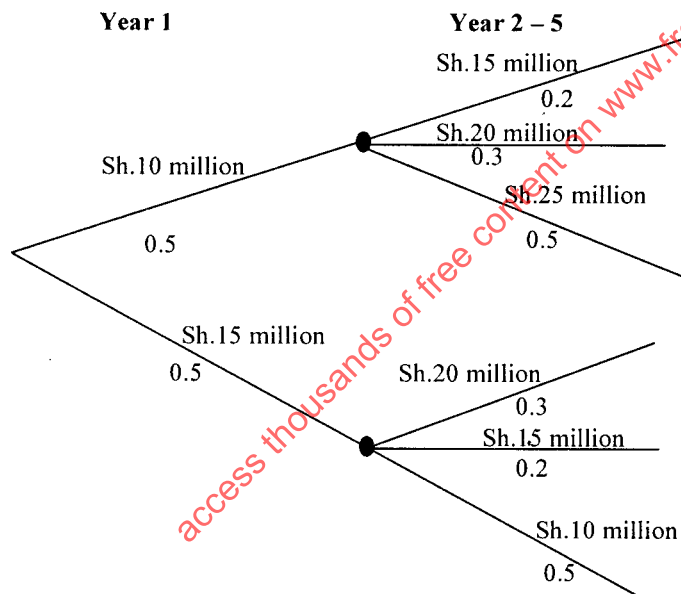 Year 1 Year 2 – 5
Sh.15 million
0.2
Sh.20 million
0.3
Sh.10 million
0.5
Sh.25 million
0.5
Sh.15 million
0.5
Sh.20 million
0.3
Sh.15 million
0.2
Sh.10 million
0.5
access thousands of free content on